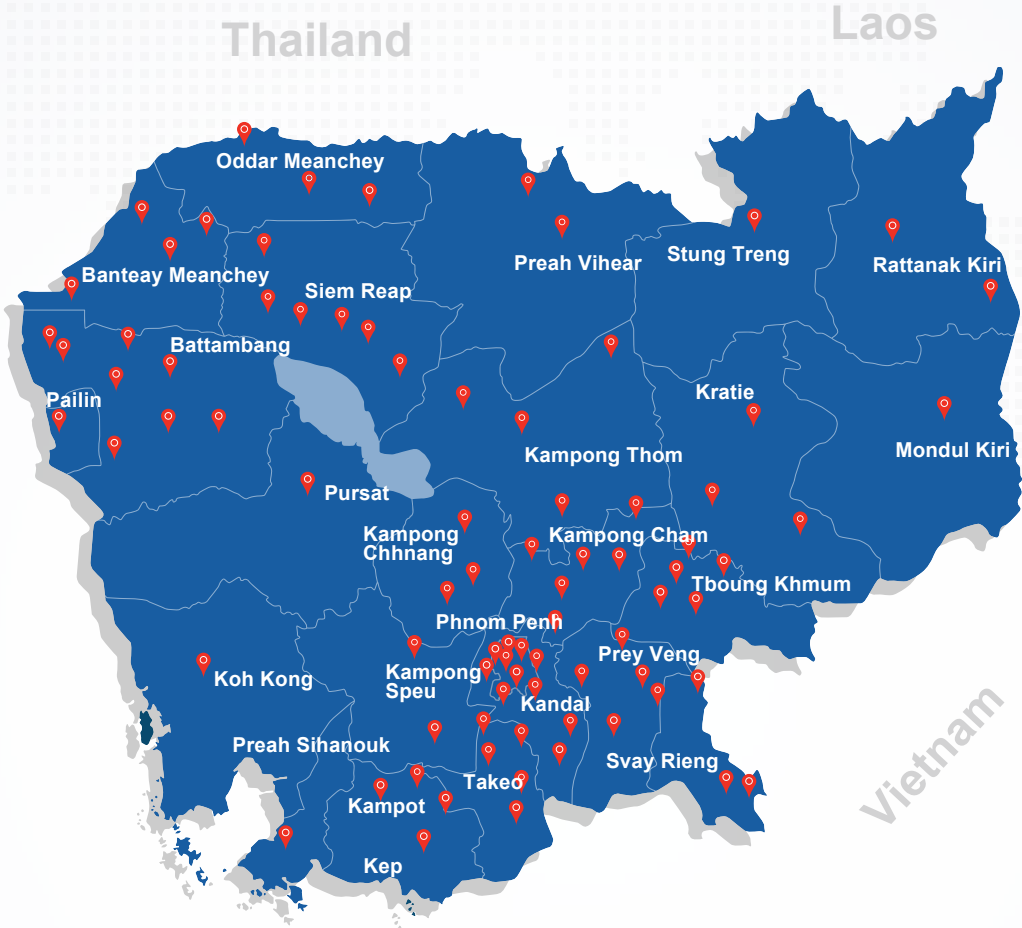 Thailand
Laos
Oddar Meanchey
Preah Vihear
Stung Treng
Rattanak Kiri
Banteay Meanchey
Siem Reap
Battambang
Pailin
Kratie
Mondul Kiri
Kampong Thom
Pursat
Kampong
Chhnang
Kampong Cham
Tboung Khmum
Phnom Penh
Prey Veng
Koh Kong
Kampong
Speu
Kandal
Preah Sihanouk
Svay Rieng
Vietnam
Takeo
Kampot
Kep